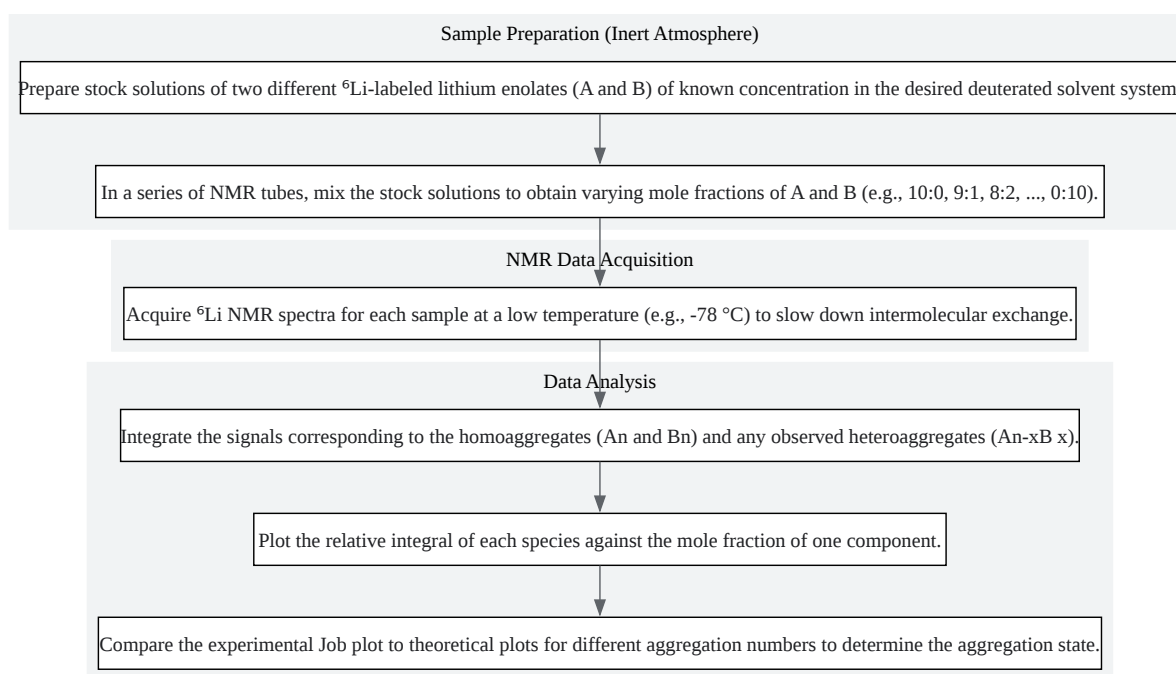 Sample Preparation (Inert Atmosphere)
Prepare stock solutions of two different ⁶Li-labeled lithium enolates (A and B) of known concentration in the desired deuterated solvent system
In a series of NMR tubes, mix the stock solutions to obtain varying mole fractions of A and B (e.g., 10:0, 9:1, 8:2, ..., 0:10).
NMR Data Acquisition
Acquire ⁶Li NMR spectra for each sample at a low temperature (e.g., -78 °C) to slow down intermolecular exchange.
Data Analysis
Integrate the signals corresponding to the homoaggregates (An and Bn) and any observed heteroaggregates (An-xB x).
Plot the relative integral of each species against the mole fraction of one component.
Compare the experimental Job plot to theoretical plots for different aggregation numbers to determine the aggregation state.